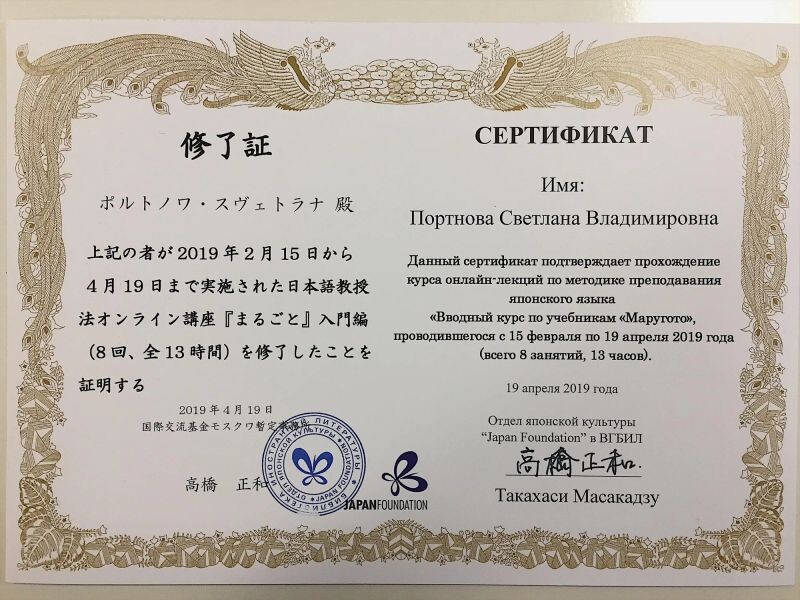 修了証
ポルトノワ・スヴェトラナ 殿
上記の者が2019年2月15日から
4月19日まで実施された日本語教授
法オンライン講座『まるごと』入門編
（8回、全13時間）を修了したことを
証明する
2019年4月19日
国際交流基金モスクワ暫定
高橋 正和
СЕРТИФИКАТ
Имя:
Портнова Светлана Владимировна
Данный сертификат подтверждает прохождение
курса онлайн-лекций по методике преподавания
японского языка
«Вводный курс по учебникам «Маругото»,
проводившегося с 15 февраля по 19 апреля 2019 года
(всего 8 занятий, 13 часов).
19 апреля 2019 года
Отдел японской культуры
“Japan Foundation” в ВГБИЛ
高橋正和.
Такахаси Масакадзу
БИБЛИОТЕКА ИНОСТРАННОЙ ЛИТЕРАТУРЫ
ОТДЕЛ ЯПОНСКОЙ КУЛЬТУРЫ
JAPAN FOUNDATION
JAPANFOUNDATION